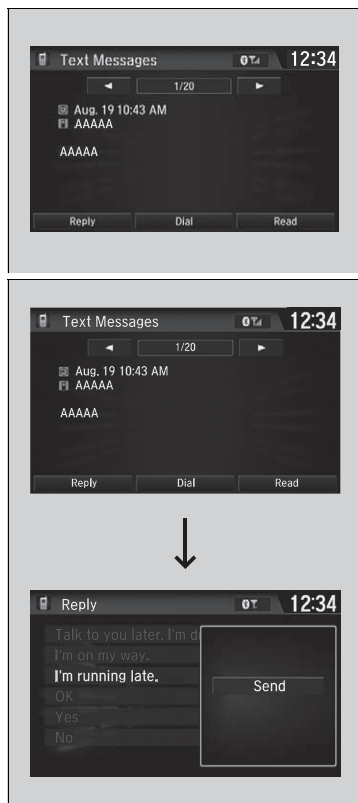 Text Messages 12:34
1/20
Aug. 19 10:43 AM
AAAAA
AAAAA
Reply Dial Read
Text Messages 12:34
1/20
Aug. 19 10:43 AM
AAAAA
AAAAA
Reply Dial Read
Reply 12:34
Talk to you later, I'm
I'm on my way.
I'm running late.
Send
OK
Yes
No